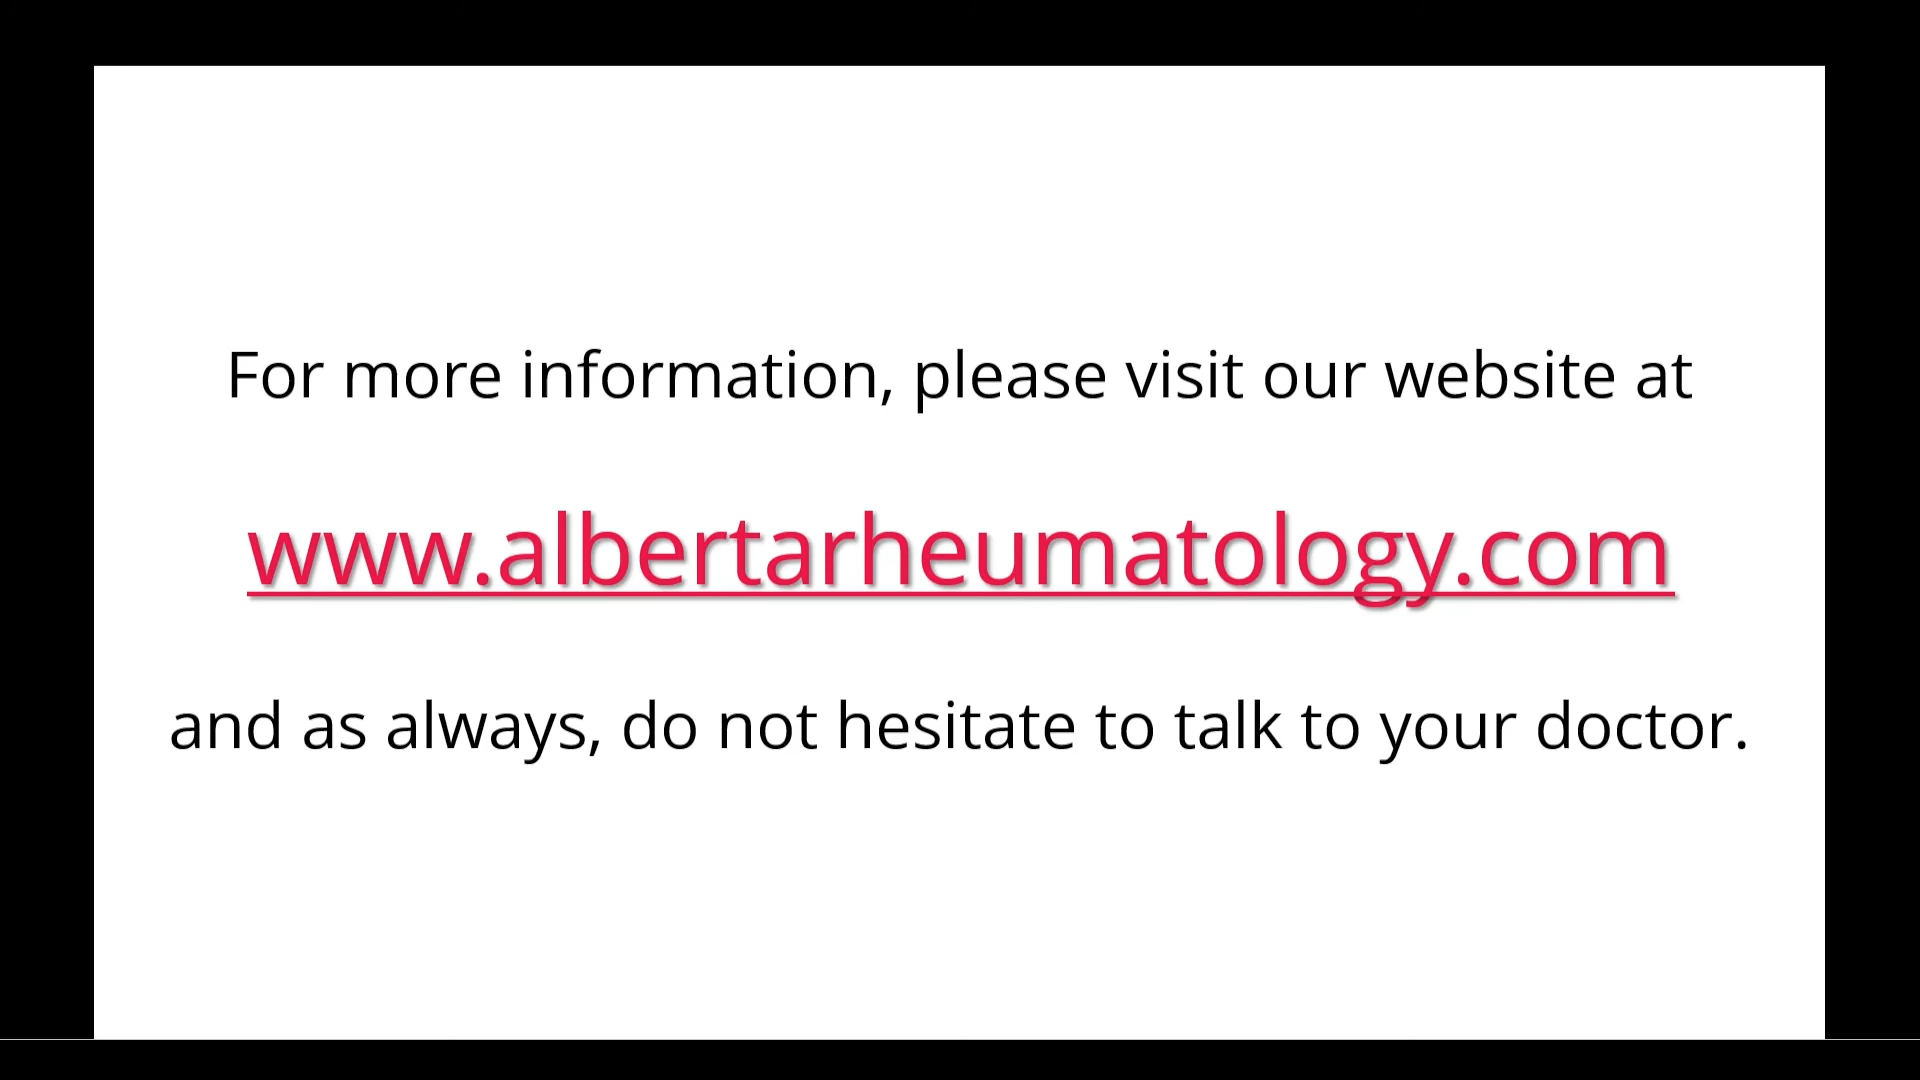 For more information, please visit our website at
www.albertarheumatology.com
and as always, do not hesitate to talk to your doctor.